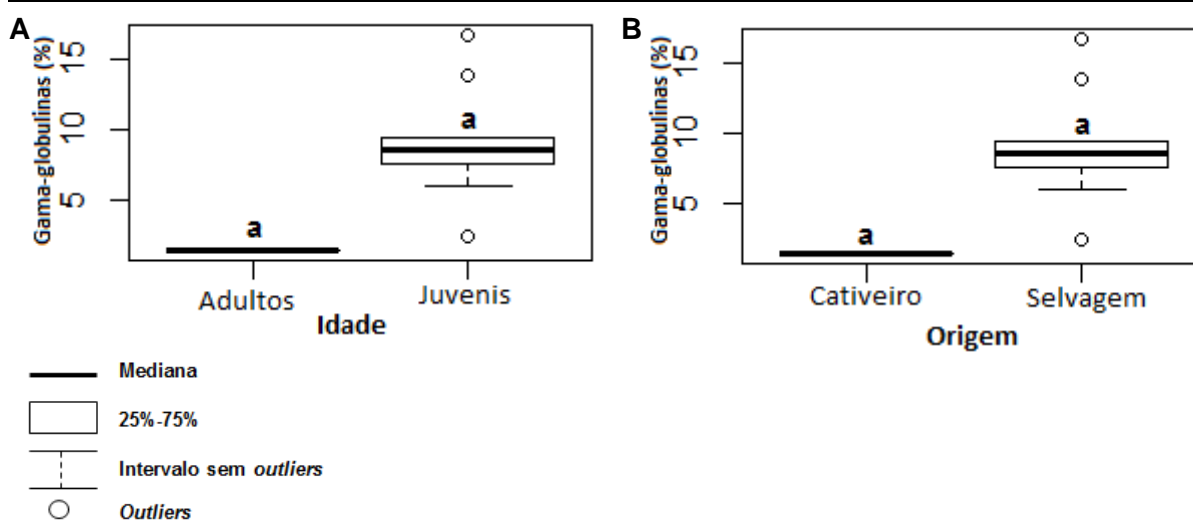 A
Gama-globulinas (%)
15
10
5
a
a
Adultos
Juvenis
Idade
B
Gama-globulinas (%)
15
10
5
a
a
Cativeiro
Selvagem
Origem
Mediana
25%-75%
Intervalo sem outliers
Outliers